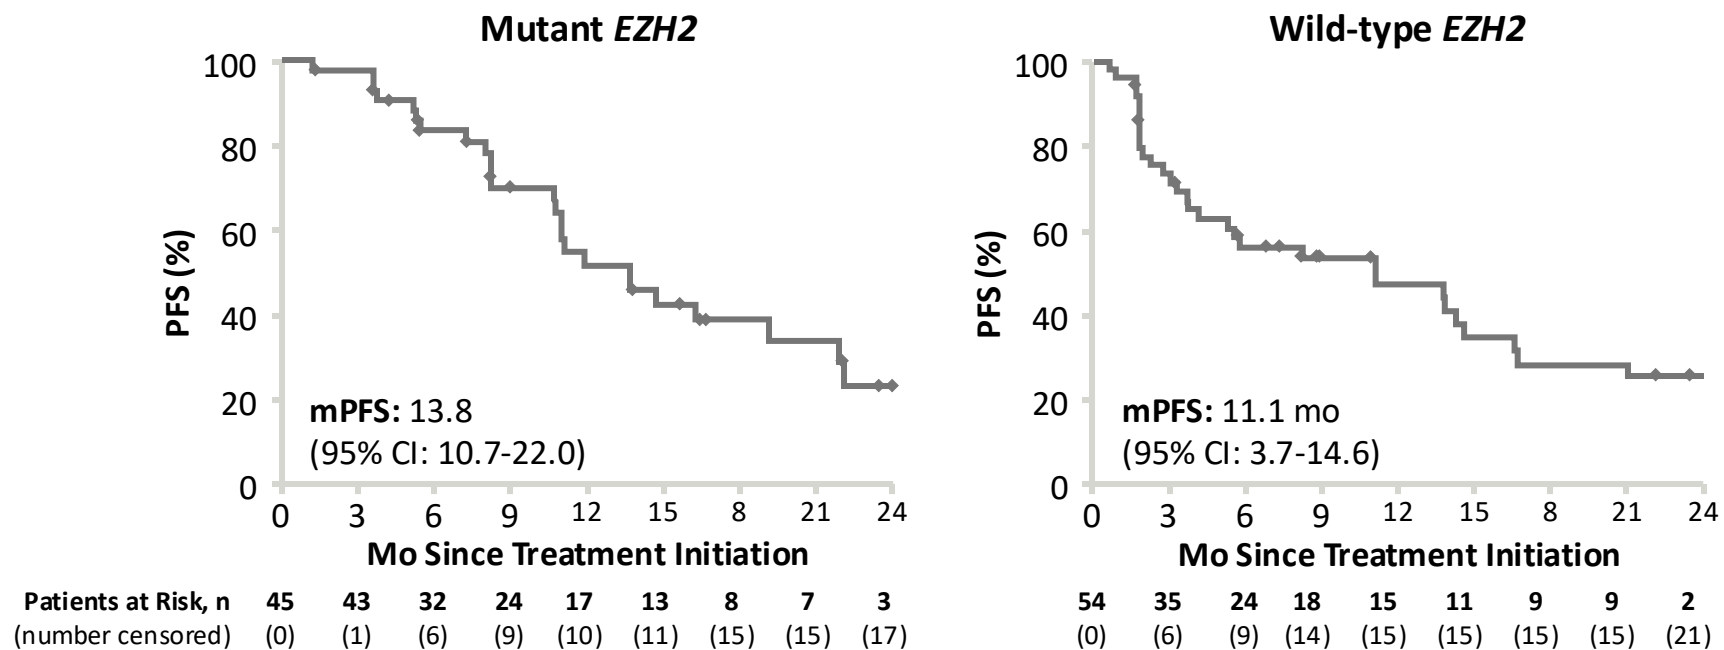 Mutant EZH2
100
80
60
40
20
0
PFS (%)
mPFS: 13.8
(95% CI: 10.7-22.0)
0 3 6 9 12 15 8 21 24
Mo Since Treatment Initiation
Wild-type EZH2
100
80
60
40
20
0
PFS (%)
mPFS: 11.1 mo
(95% CI: 3.7-14.6)
0 3 6 9 12 15 8 21 24
Mo Since Treatment Initiation
Patients at Risk, n 45 43 32 24 17 13 8 7 3 54 35 24 18 15 11 9 9 2
(number censored) (0) (1) (6) (9) (10) (11) (15) (15) (17) (0) (6) (9) (14) (15) (15) (15) (15) (21)